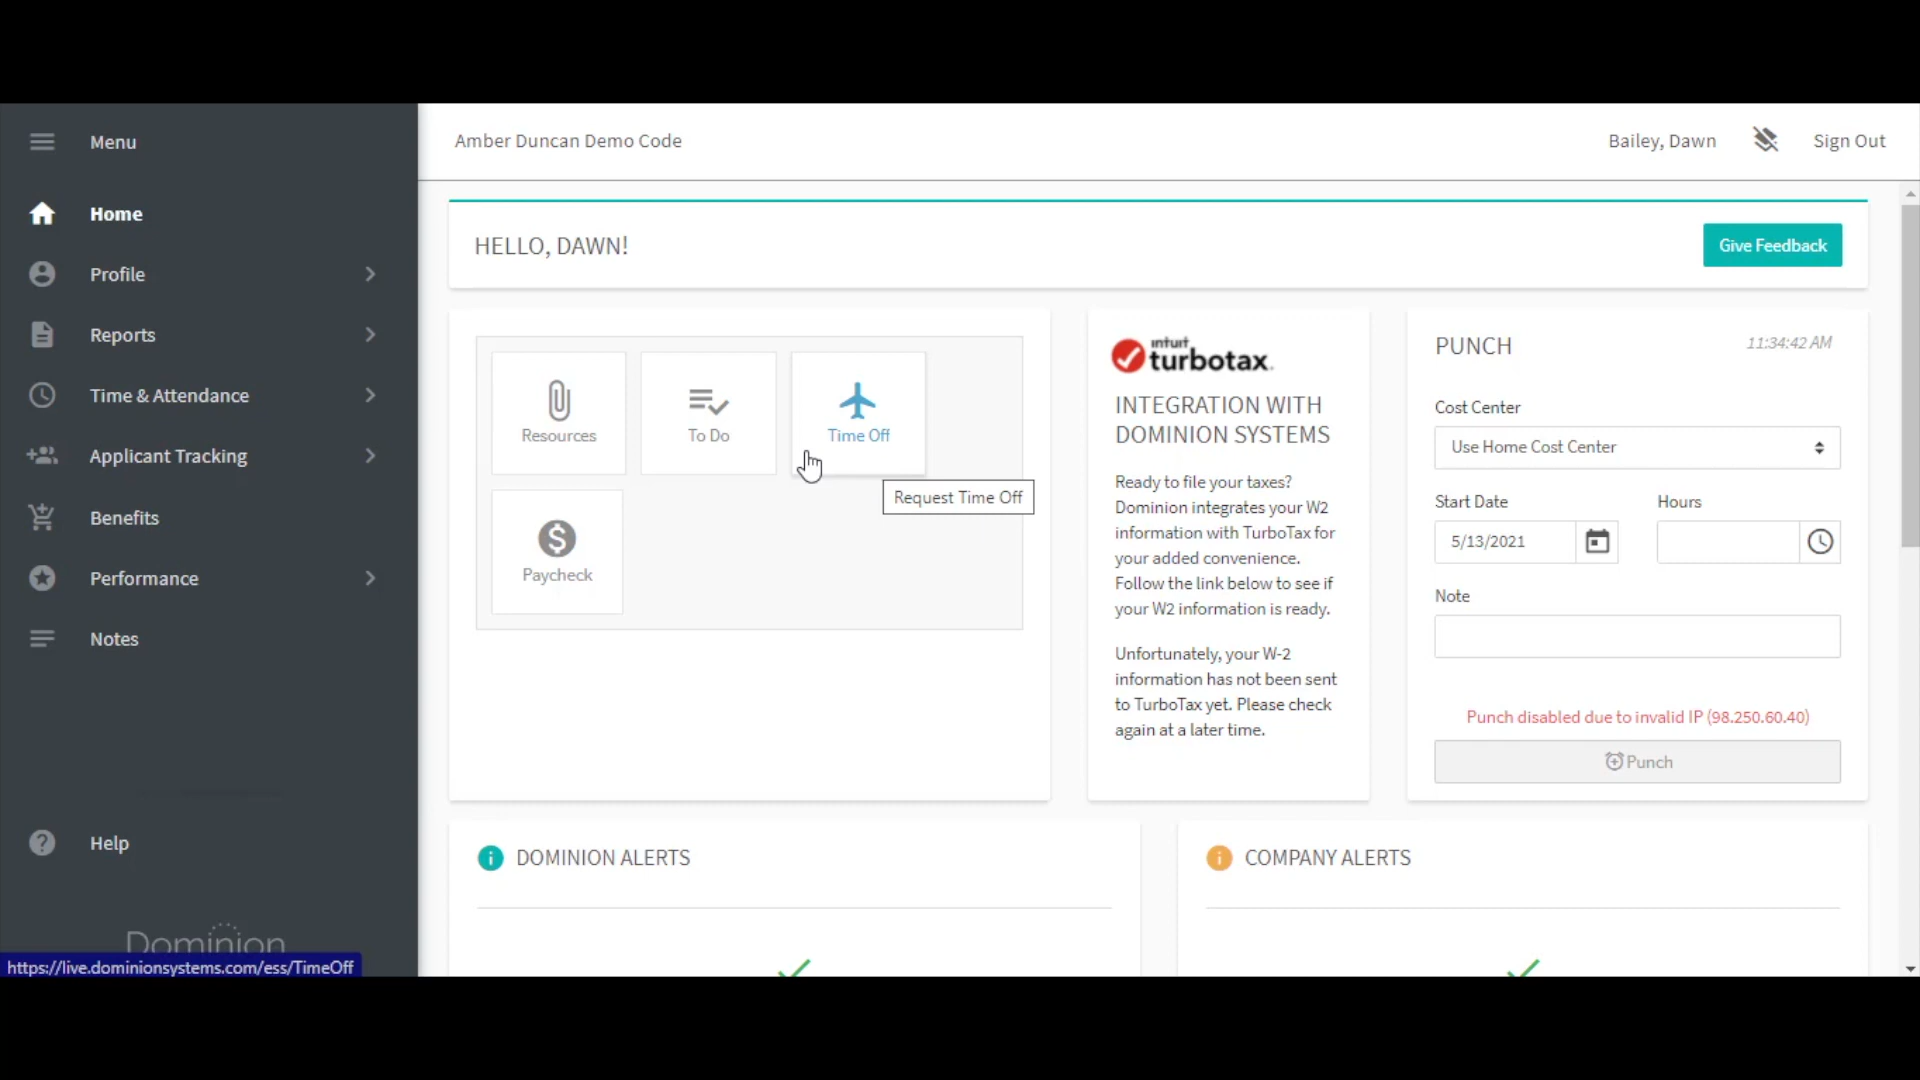 Menu
Home
Profile
Reports
Time & Attendance
Applicant Tracking
Benefits
Performance
Notes
Help
Dominion
https://live.dominionsystems.com/ess/TimeOff
Amber Duncan Demo Code
Bailey, Dawn
Sign Out
HELLO, DAWN!
Give Feedback
Resources
To Do
Time Off
Request Time Off
Paycheck
intuit
turbotax.
INTEGRATION WITH
DOMINION SYSTEMS
Ready to file your taxes?
Dominion integrates your W2
information with TurboTax for
your added convenience.
Follow the link below to see if
your W2 information is ready.
Unfortunately, your W-2
information has not been sent
to TurboTax yet. Please check
again at a later time.
PUNCH
11:34:42 AM
Cost Center
Use Home Cost Center
Start Date
Hours
5/13/2021
Note
Punch disabled due to invalid IP (98.250.60.40)
Punch
DOMINION ALERTS
COMPANY ALERTS